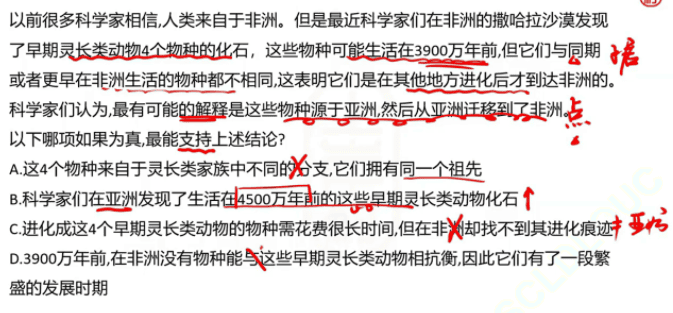 以前很多科学家相信,人类来自于非洲。但是最近科学家们在非洲的撒哈拉沙漠发现
了早期灵长类动物4个物种的化石，这些物种可能生活在3900万年前,但它们与同期
或者更早在非洲生活的物种都不相同,这表明它们是在其他地方进化后才到达非洲的。
科学家们认为,最有可能的解释是这些物种源于亚洲,然后从亚洲迁移到了非洲。
点
以下哪项如果为真,最能支持上述结论?
A.这4个物种来自于灵长类家族中不同的分支,它们拥有同一个祖先
B.科学家们在亚洲发现了生活在4500万年前的这些早期灵长类动物化石
C.进化成这4个早期灵长类动物的物种需花费很长时间,但在非洲却找不到其进化痕迹
D.3900万年前,在非洲没有物种能与这些早期灵长类动物相抗衡,因此它们有了一段繁
盛的发展时期